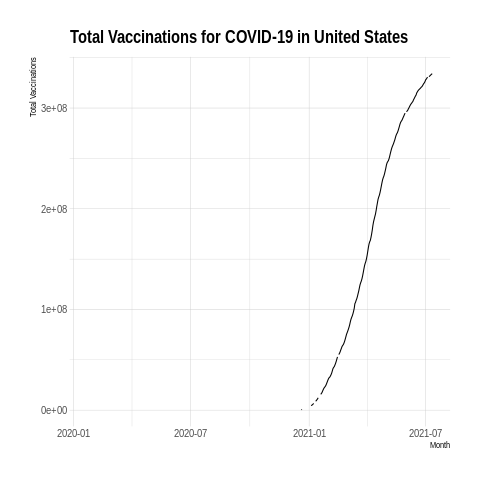 Total Vaccinations for COVID-19 in United States
Total Vaccinations
3e+08
2e+08
1e+08
0e+00
2020-01 2020-07 2021-01 2021-07
Month